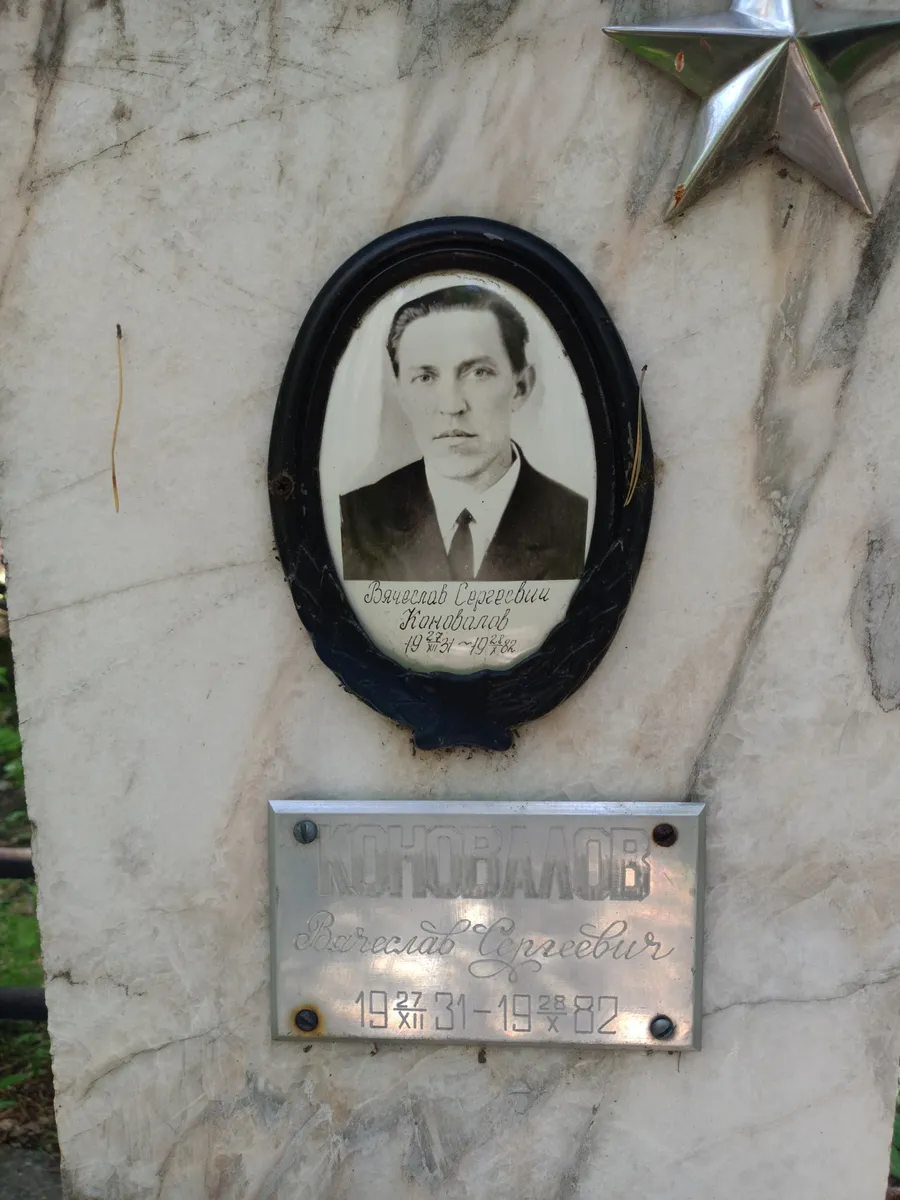 Вячеслав Сергеевич
Коновалов
19 27/XII 31 - 19 28/X 82
КОНОВАЛОВ
Вячеслав Сергеевич
19 27/XII 31 - 19 28/X 82